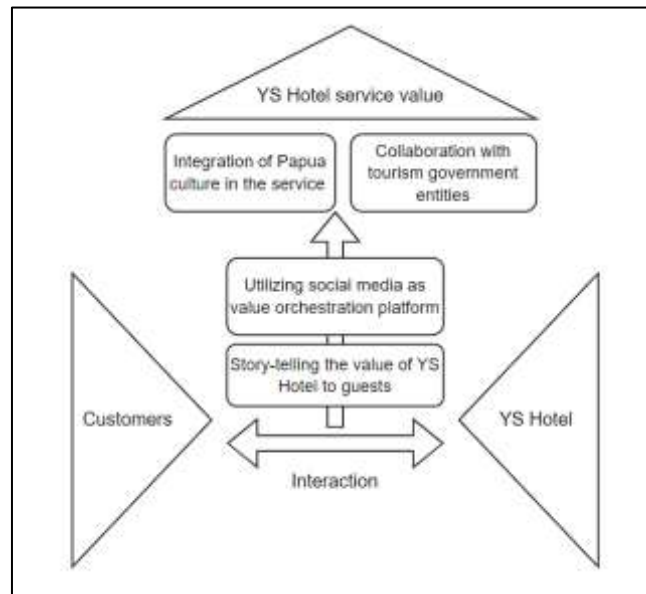 YS Hotel service value
Integration of Papua
culture in the service
Collaboration with
tourism government
entities
Utilizing social media as
value orchestration platform
Story-telling the value of YS
Hotel to guests
Customers
YS Hotel
Interaction